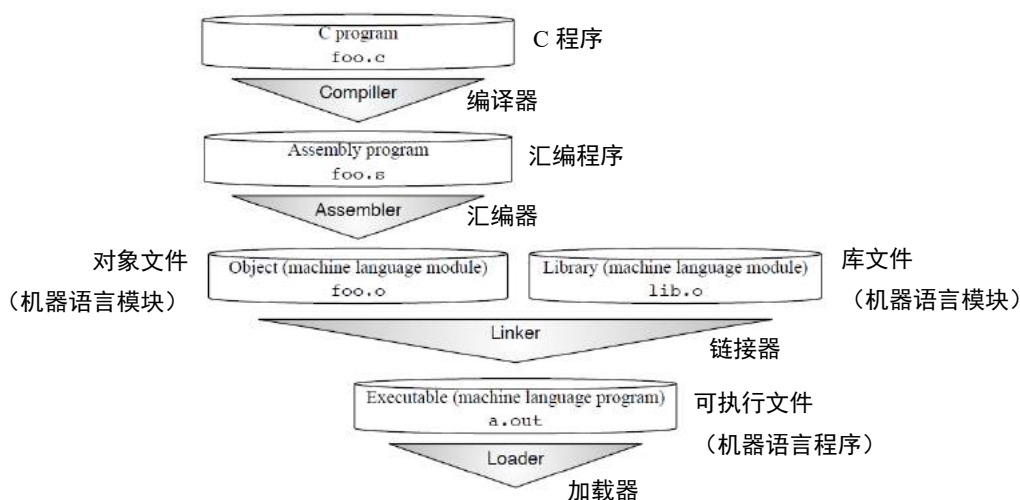 C program
foo.c
C 程序
Compiller
编译器
Assembly program
foo.s
汇编程序
Assembler
汇编器
对象文件
（机器语言模块）
Object (machine language module)
foo.o
Library (machine language module)
lib.o
库文件
（机器语言模块）
Linker
链接器
Executable (machine language program)
a.out
可执行文件
（机器语言程序）
Loader
加载器